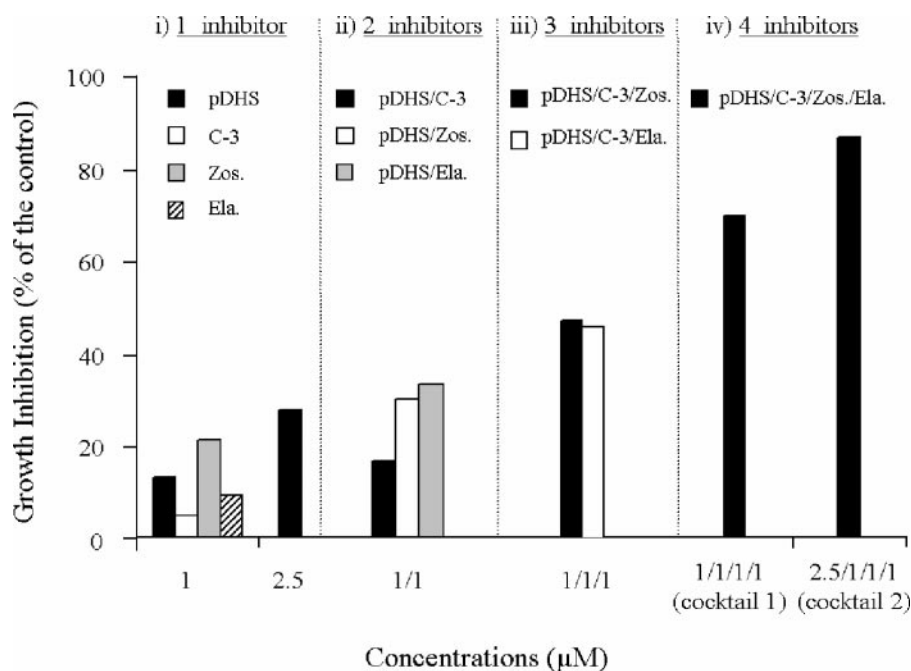 i) 1 inhibitor
ii) 2 inhibitors
iii) 3 inhibitors
iv) 4 inhibitors
pDHS
C-3
Zos.
Ela.
pDHS/C-3
pDHS/Zos.
pDHS/Ela.
pDHS/C-3/Zos.
pDHS/C-3/Ela.
pDHS/C-3/Zos./Ela.
Growth Inhibition (% of the control)
100
80
60
40
20
0
1
2.5
1/1
1/1/1
1/1/1/1
(cocktail 1)
2.5/1/1/1
(cocktail 2)
Concentrations (µM)